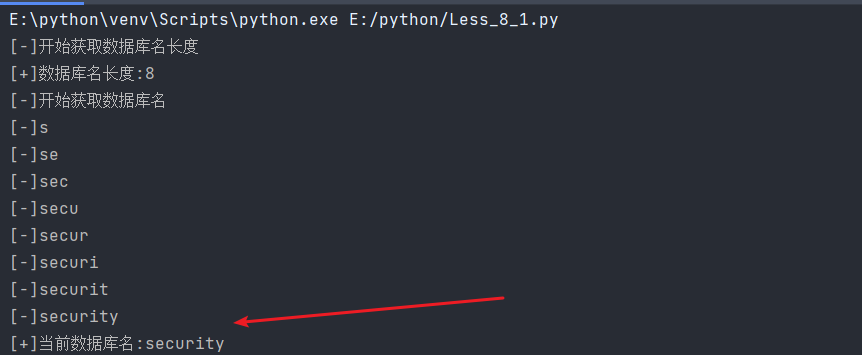 E:\python\venv\Scripts\python.exe E:/python/Less_8_1.py
[-]开始获取数据库名长度
[+]数据库名长度:8
[-]开始获取数据库名
[-]s
[-]se
[-]sec
[-]secu
[-]secur
[-]securi
[-]securit
[-]security
[+]当前数据库名:security